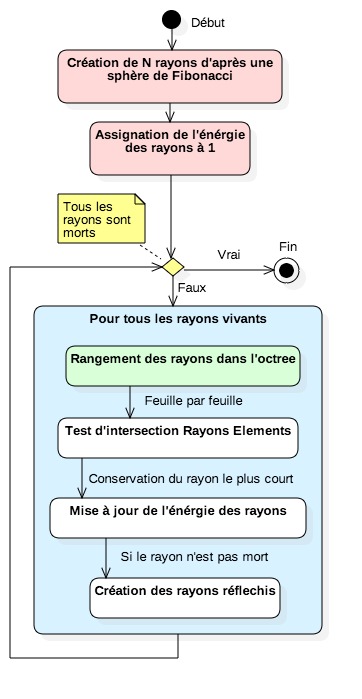 Début
Création de N rayons d'après une
sphère de Fibonacci
Assignation de l'énérgie
des rayons à 1
Tous les
rayons sont
morts
Vrai
Fin
Faux
Pour tous les rayons vivants
Rangement des rayons dans l'octree
Feuille par feuille
Test d'intersection Rayons Elements
Conservation du rayon le plus court
Mise à jour de l'énergie des rayons
Si le rayon n'est pas mort
Création des rayons réflechis